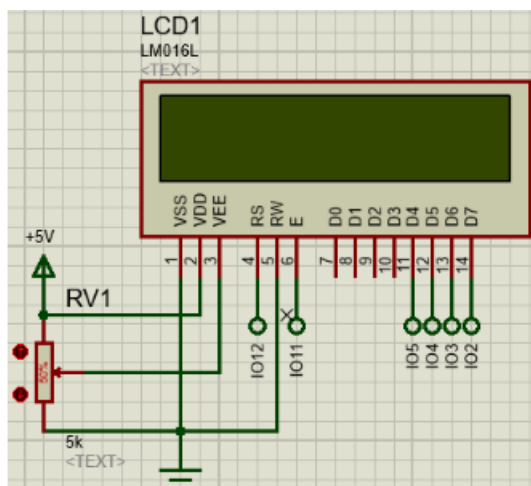 LCD1
LM016L
<TEXT>
VSS VDD VEE RS RW E D0 D1 D2 D3 D4 D5 D6 D7
1 2 3 4 5 6 7 8 9 10 11 12 13 14
+5V
RV1
IO12 IO11 IO5 IO4 IO3 IO2
50%
5k
<TEXT>